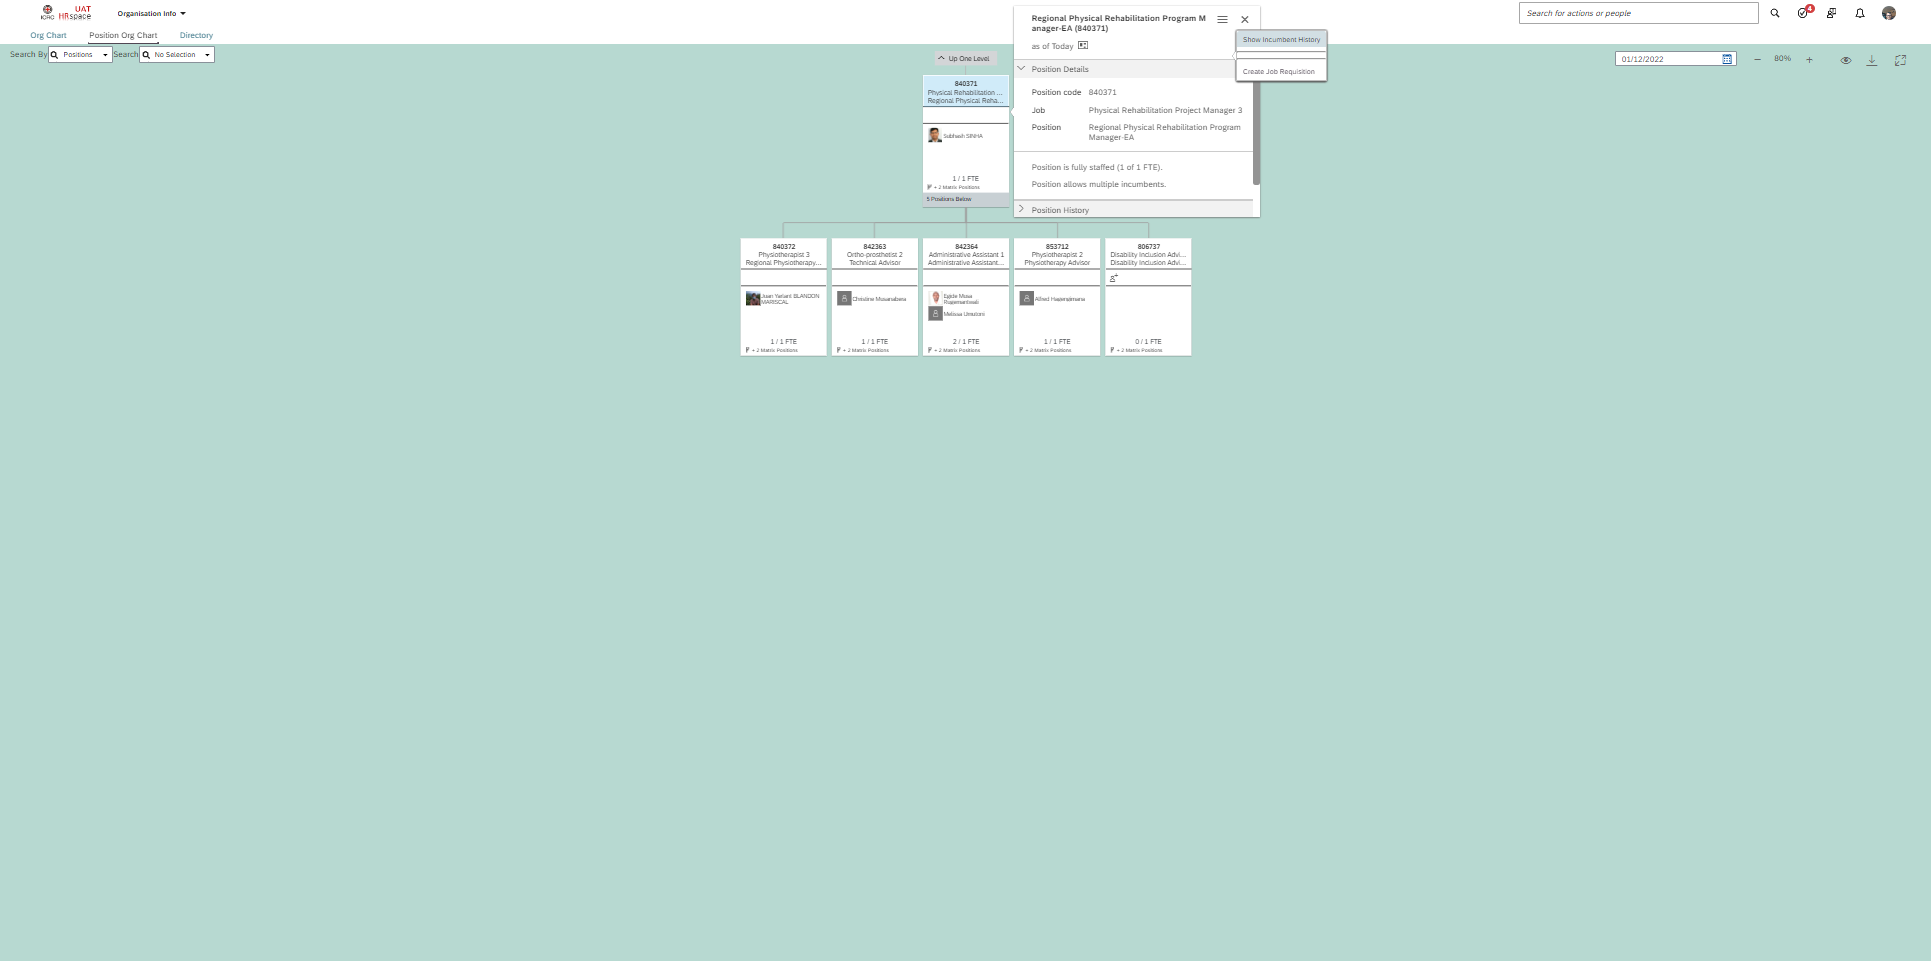 ICRC
UAT
HRspace
Organisation Info
Search for actions or people
4
Org Chart
Position Org Chart
Directory
Search By
Positions
Search
No Selection
Up One Level
01/12/2022
80%
Regional Physical Rehabilitation Program M
anager-EA (840371)
as of Today
Show Incumbent History
Create Job Requisition
Position Details
Position code 840371
Job Physical Rehabilitation Project Manager 3
Position Regional Physical Rehabilitation Program
Manager-EA
Position is fully staffed (1 of 1 FTE).
Position allows multiple incumbents.
Position History
840371
Physical Rehabilitation ...
Regional Physical Reha...
Subhash SINHA
1 / 1 FTE
+ 2 Matrix Positions
5 Positions Below
840372
Physiotherapist 3
Regional Physiotherapy...
Juan Yariant BLANDON
MARISCAL
1 / 1 FTE
+ 2 Matrix Positions
842363
Ortho-prosthetist 2
Technical Advisor
Christine Musanabera
1 / 1 FTE
+ 2 Matrix Positions
842364
Administrative Assistant 1
Administrative Assistant...
Egide Mosa
Rugemantwali
Melissa Umutoni
2 / 1 FTE
+ 2 Matrix Positions
853712
Physiotherapist 2
Physiotherapy Advisor
Alfred Hagenimana
1 / 1 FTE
+ 2 Matrix Positions
806737
Disability Inclusion Advi...
Disability Inclusion Advi...
0 / 1 FTE
+ 2 Matrix Positions